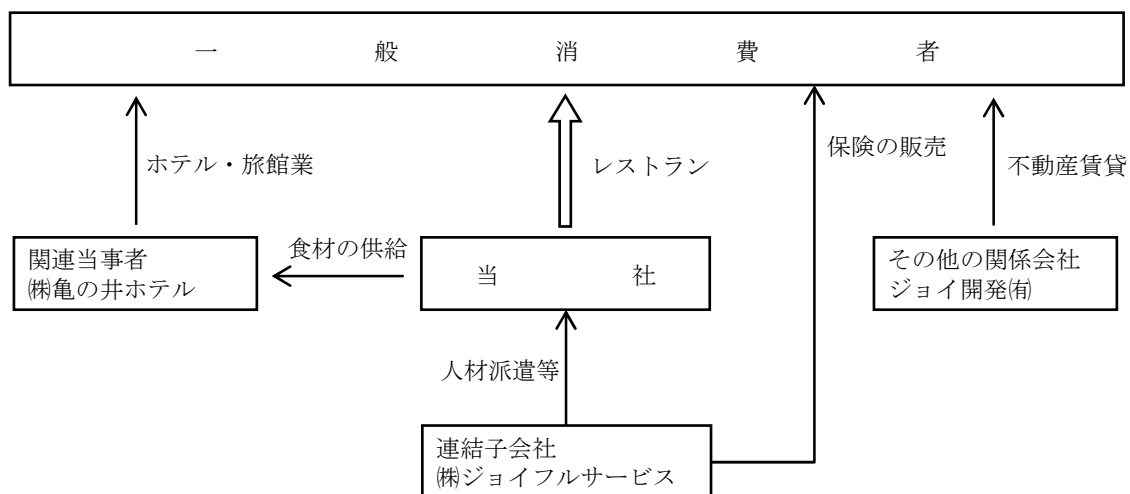 一般消費者
ホテル・旅館業
レストラン
保険の販売
不動産賃貸
関連当事者
㈱亀の井ホテル
食材の供給
当社
その他の関係会社
ジョイ開発㈲
人材派遣等
連結子会社
㈱ジョイフルサービス